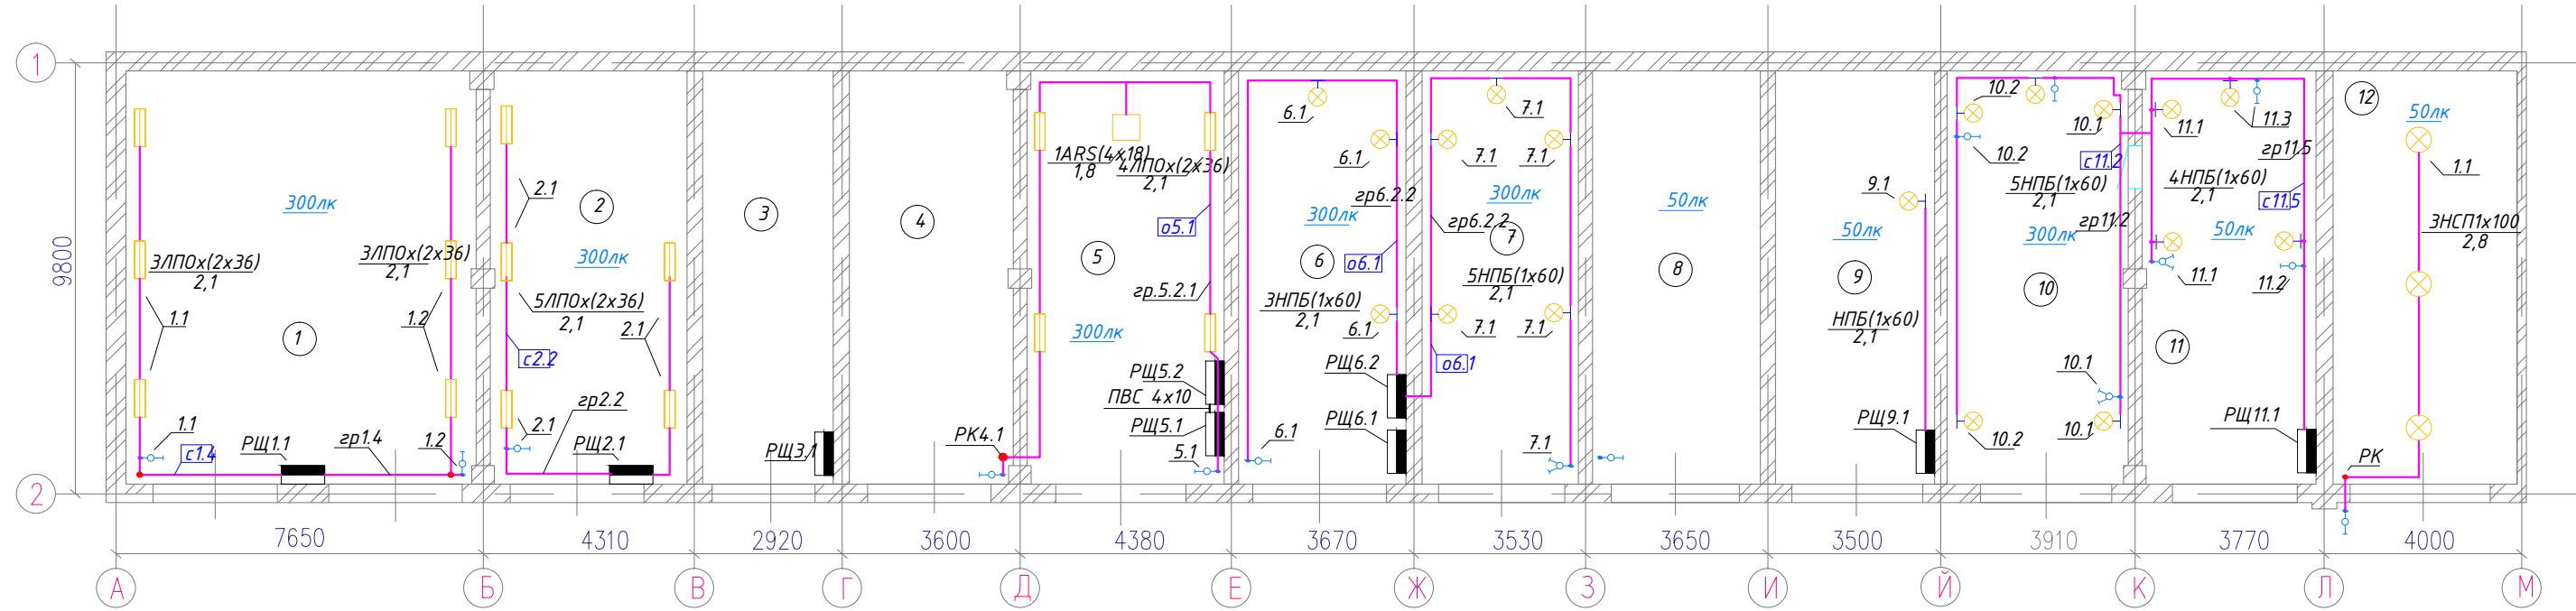 1
2
9800
300лк
3ЛПОх(2х36)
2,1
3ЛПОх(2х36)
2,1
1.1
1.2
1
1.1
с1.4
РЩ1.1
гр1.4
1.2
2.1
2
300лк
5ЛПОх(2х36)
2,1
2.1
с2.2
гр2.2
2.1
РЩ2.1
3
РЩ3.1
4
РК4.1
1ARS(4х18)
1,8
4ЛПОх(2х36)
2,1
о5.1
5
гр.5.2.1
300лк
РЩ5.2
ПВС 4х10
РЩ5.1
5.1
6.1
6.1
гр6.2.2
300лк
о6.1
6
3НПБ(1х60)
2,1
6.1
РЩ6.2
РЩ6.1
6.1
7.1
7.1
7.1
300лк
гр6.2.2
7
5НПБ(1х60)
2,1
7.1
7.1
о6.1
7.1
50лк
8
9.1
50лк
9
НПБ(1х60)
2,1
РЩ9.1
10.2
10.1
10.2
с11.2
5НПБ(1х60)
2,1
гр11.2
300лк
10
10.1
10.2
10.1
11.1
11.3
гр11.5
4НПБ(1х60)
2,1
с11.5
50лк
11.1
11.2
11
РЩ11.1
12
50лк
1.1
3НСП1х100
2,8
РК
7650
4310
2920
3600
4380
3670
3530
3650
3500
3910
3770
4000
А
Б
В
Г
Д
Е
Ж
З
И
Й
К
Л
М